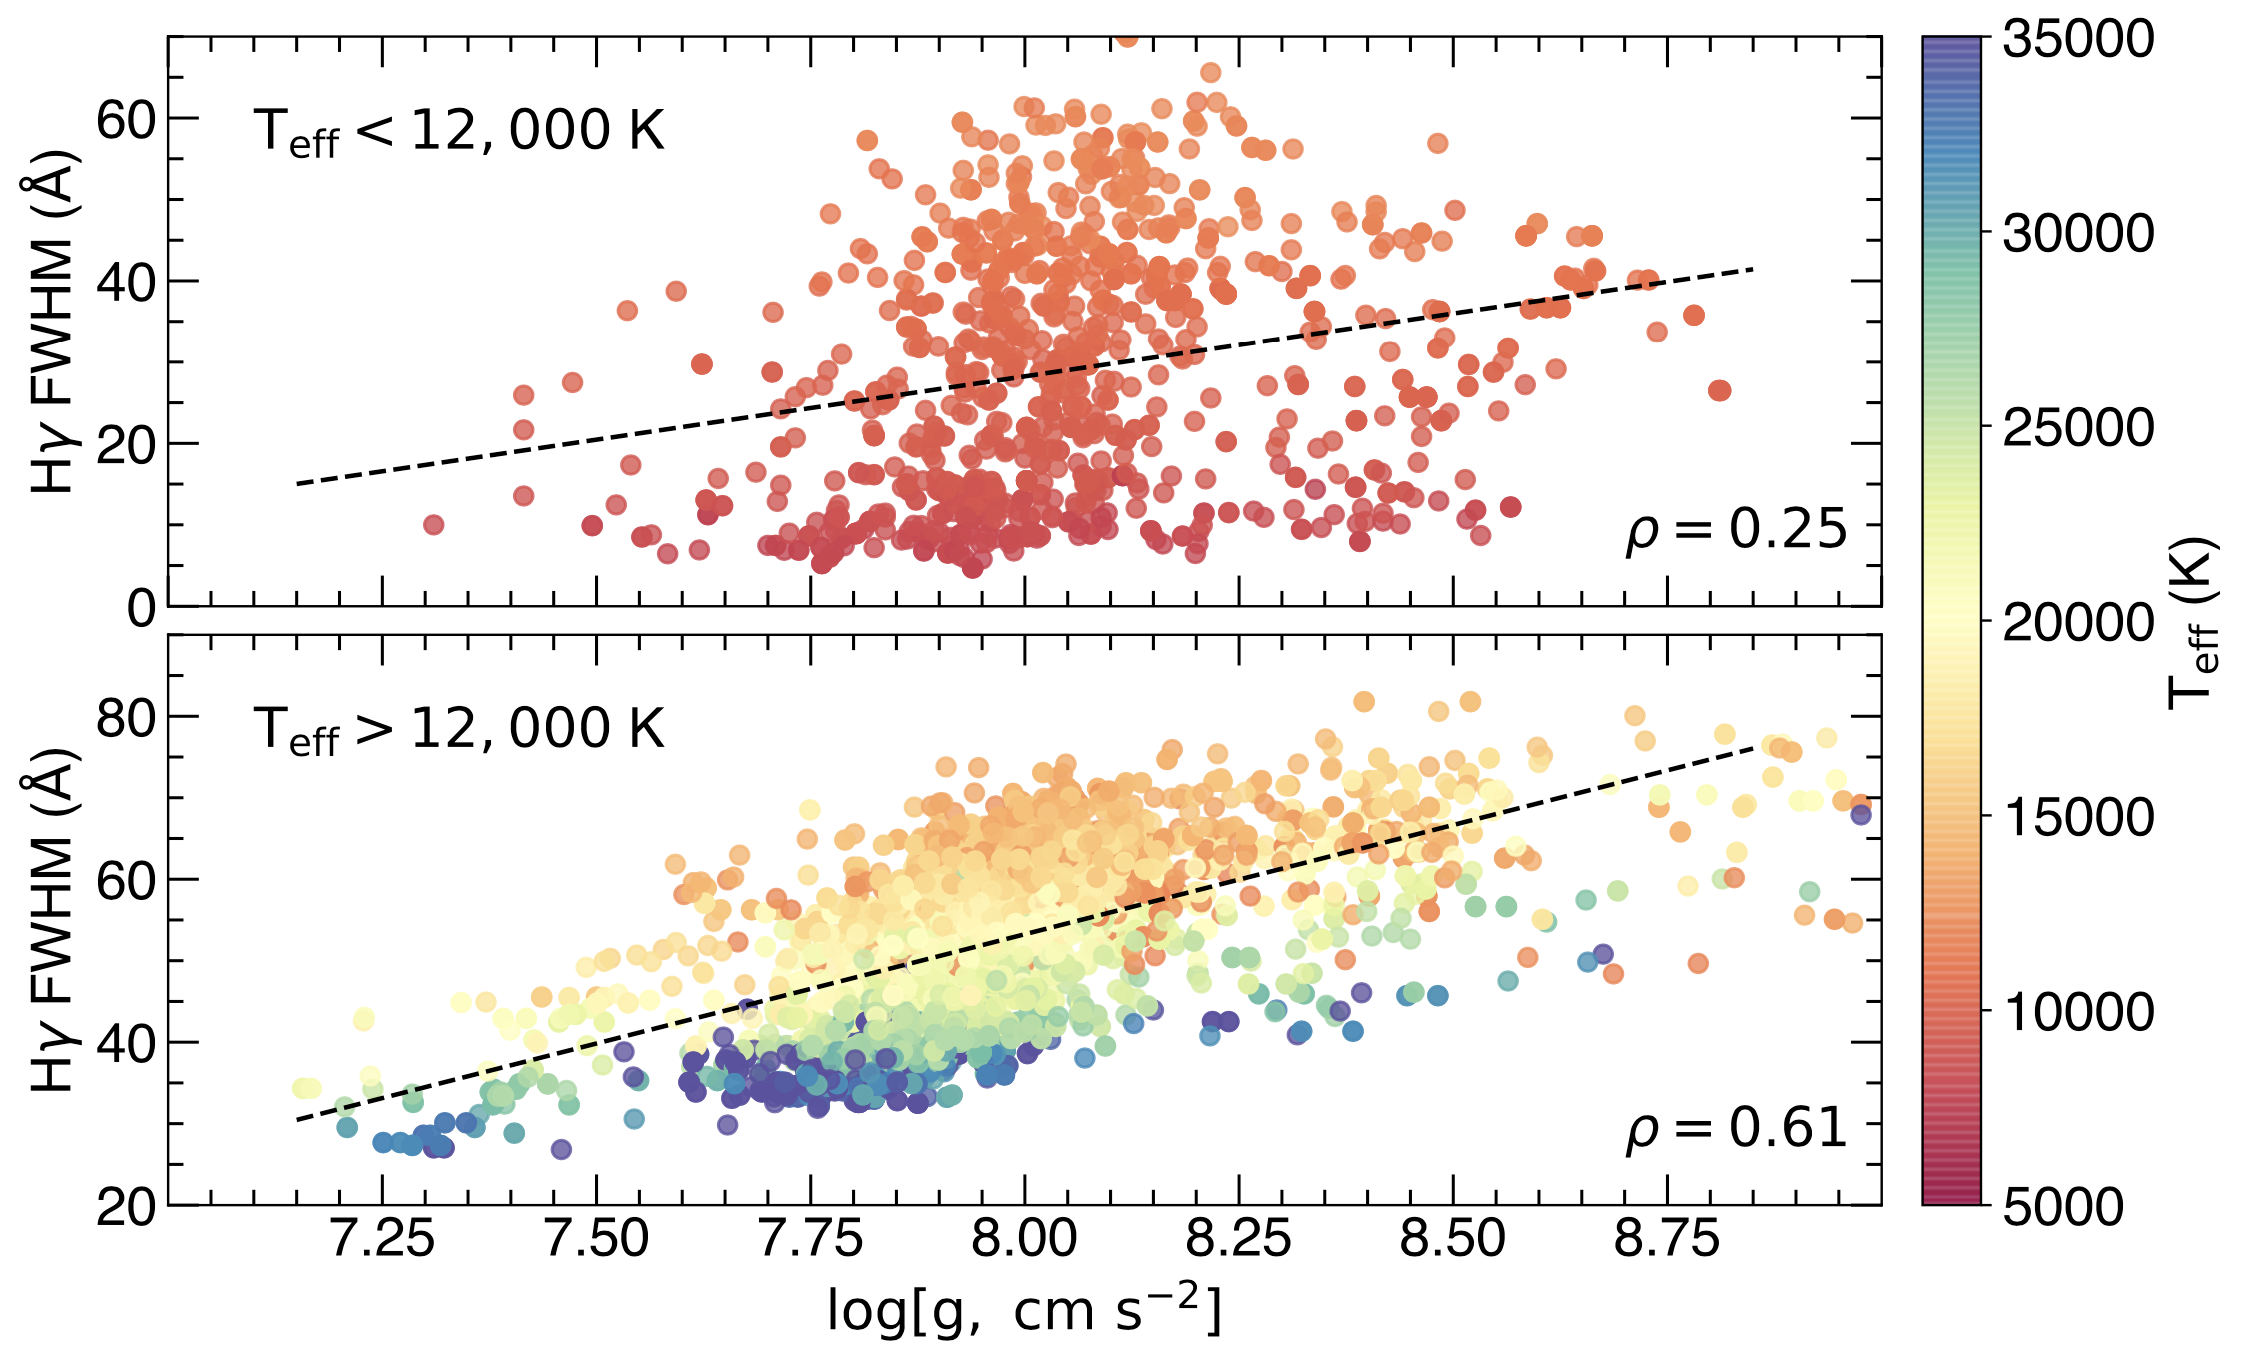 Hγ FWHM (Å)
60
40
20
0
T_eff < 12,000 K
ρ = 0.25
Hγ FWHM (Å)
80
60
40
20
T_eff > 12,000 K
ρ = 0.61
7.25 7.50 7.75 8.00 8.25 8.50 8.75
log[g, cm s⁻²]
35000
30000
25000
20000
15000
10000
5000
T_eff (K)